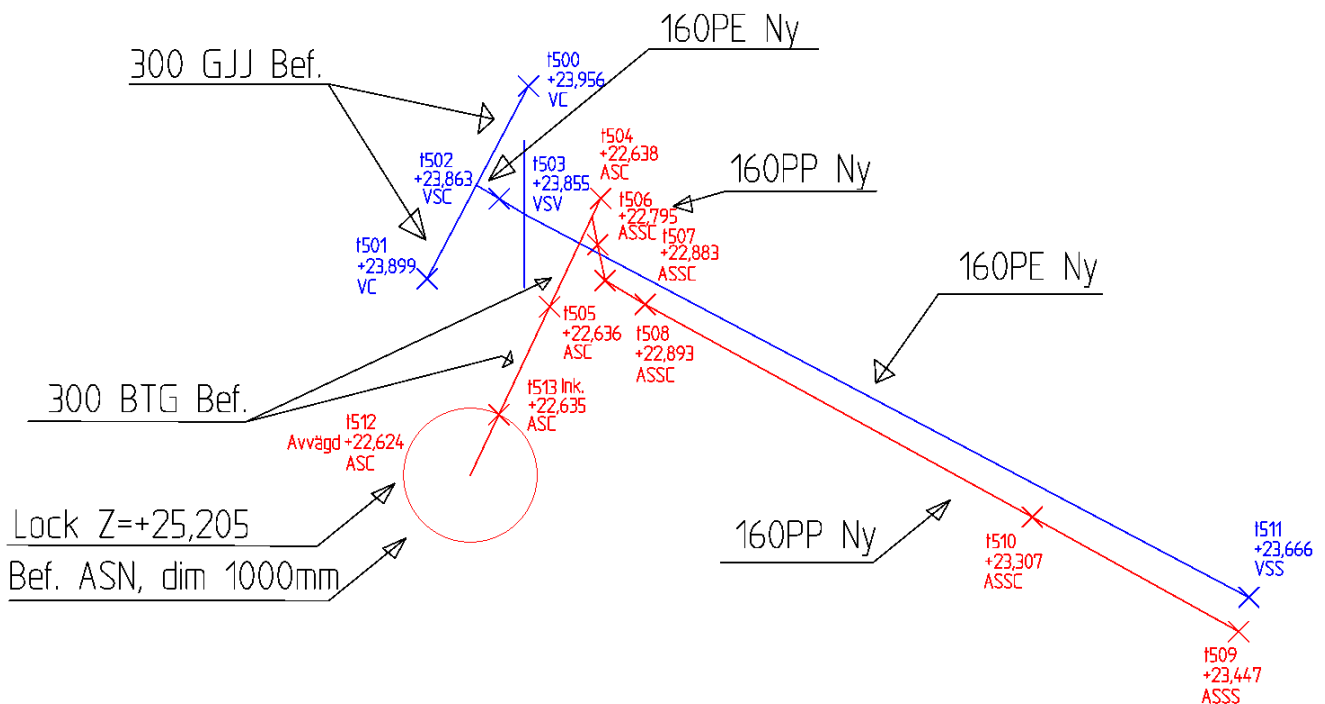 160PE Ny
300 GJJ Bef.
t500
+23,956
VC
t502
+23,863
VSC
t503
+23,855
VSV
t504
+22,638
ASC
160PP Ny
t506
+22,795
ASSC
t507
+22,883
ASSC
t501
+23,899
VC
160PE Ny
t505
+22,636
ASC
t508
+22,893
ASSC
300 BTG Bef.
t513 Ink.
+22,635
ASC
t512
Avvägd +22,624
ASC
Lock Z=+25,205
Bef. ASN, dim 1000mm
160PP Ny
t510
+23,307
ASSC
t511
+23,666
VSS
t509
+23,447
ASSS